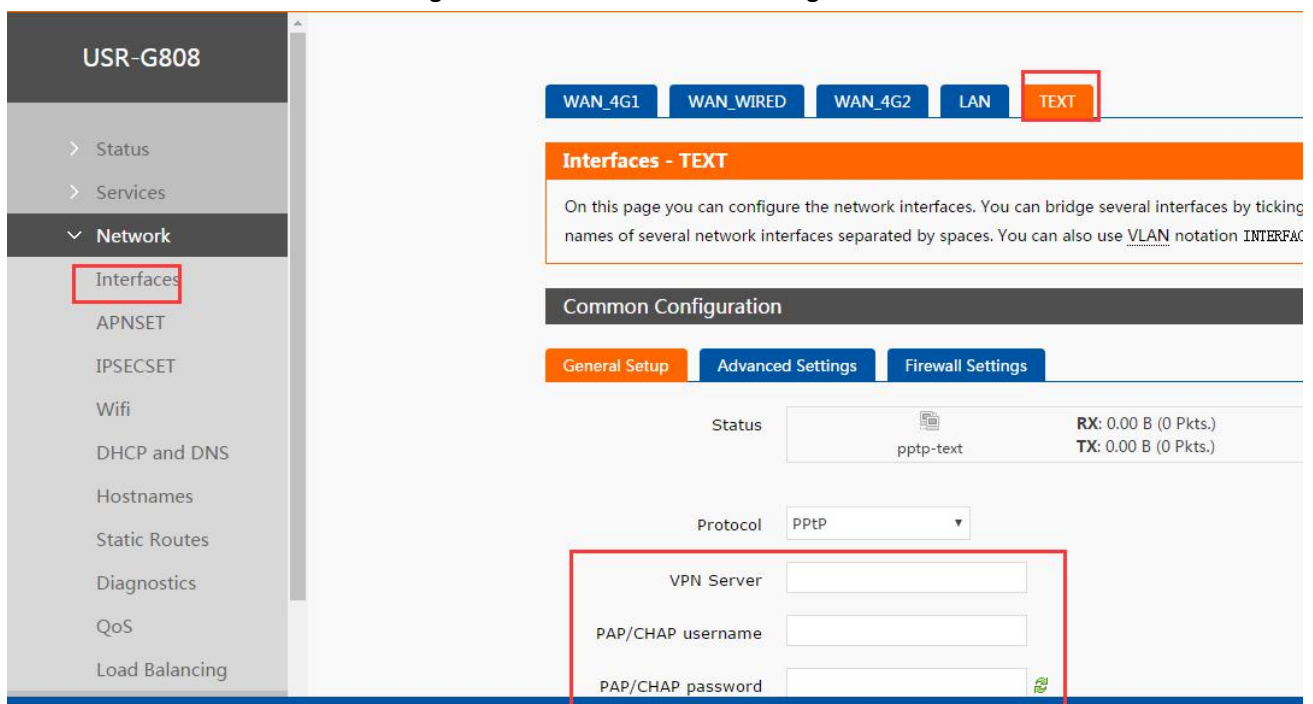 USR-G808
Status
Services
Network
Interfaces
APNSET
IPSECSET
Wifi
DHCP and DNS
Hostnames
Static Routes
Diagnostics
QoS
Load Balancing
WAN_4G1 WAN_WIRED WAN_4G2 LAN TEXT
Interfaces - TEXT
On this page you can configure the network interfaces. You can bridge several interfaces by ticking
names of several network interfaces separated by spaces. You can also use VLAN notation INTERFAC
Common Configuration
General Setup Advanced Settings Firewall Settings
Status
pptp-text
RX: 0.00 B (0 Pkts.)
TX: 0.00 B (0 Pkts.)
Protocol PPtP
VPN Server
PAP/CHAP username
PAP/CHAP password